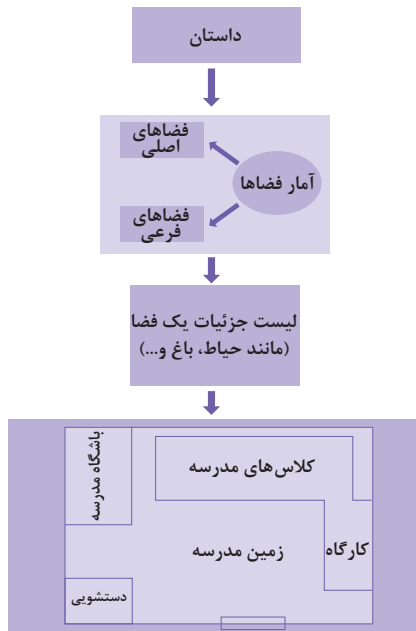 داستان
فضاهای
اصلی
آمار فضاها
فضاهای
فرعی
لیست جزئیات یک فضا
(مانند حیاط، باغ و...)
باشگاه مدرسه
کلاس‌های مدرسه
زمین مدرسه
کارگاه
دستشویی